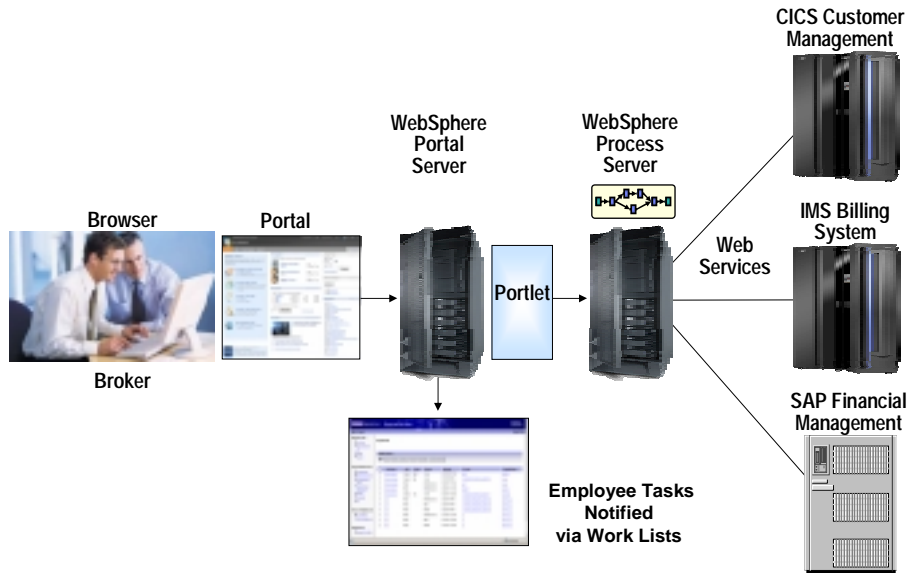 CICS Customer
Management
WebSphere
Portal
Server
WebSphere
Process
Server
Browser
Portal
IMS Billing
System
Web
Services
Portlet
Broker
SAP Financial
Management
Employee Tasks
Notified
via Work Lists